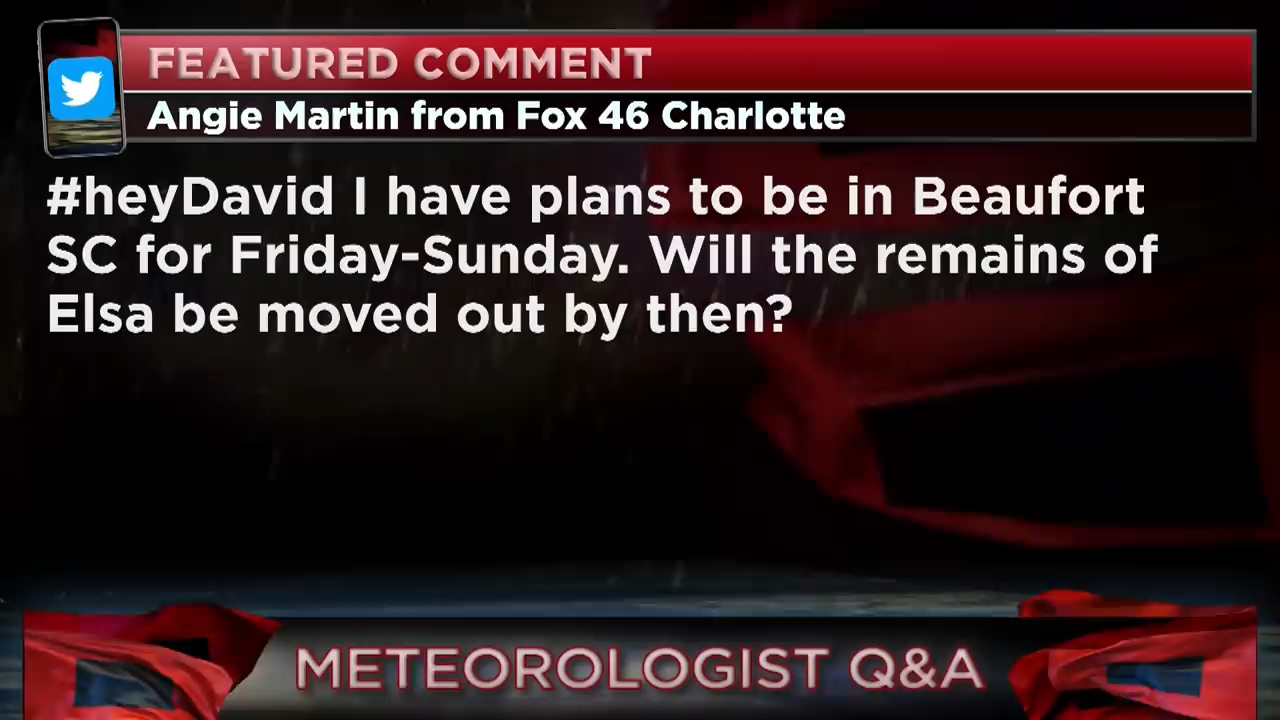 FEATURED COMMENT
Angie Martin from Fox 46 Charlotte
#heyDavid I have plans to be in Beaufort
SC for Friday-Sunday. Will the remains of
Elsa be moved out by then?
METEOROLOGIST Q&A